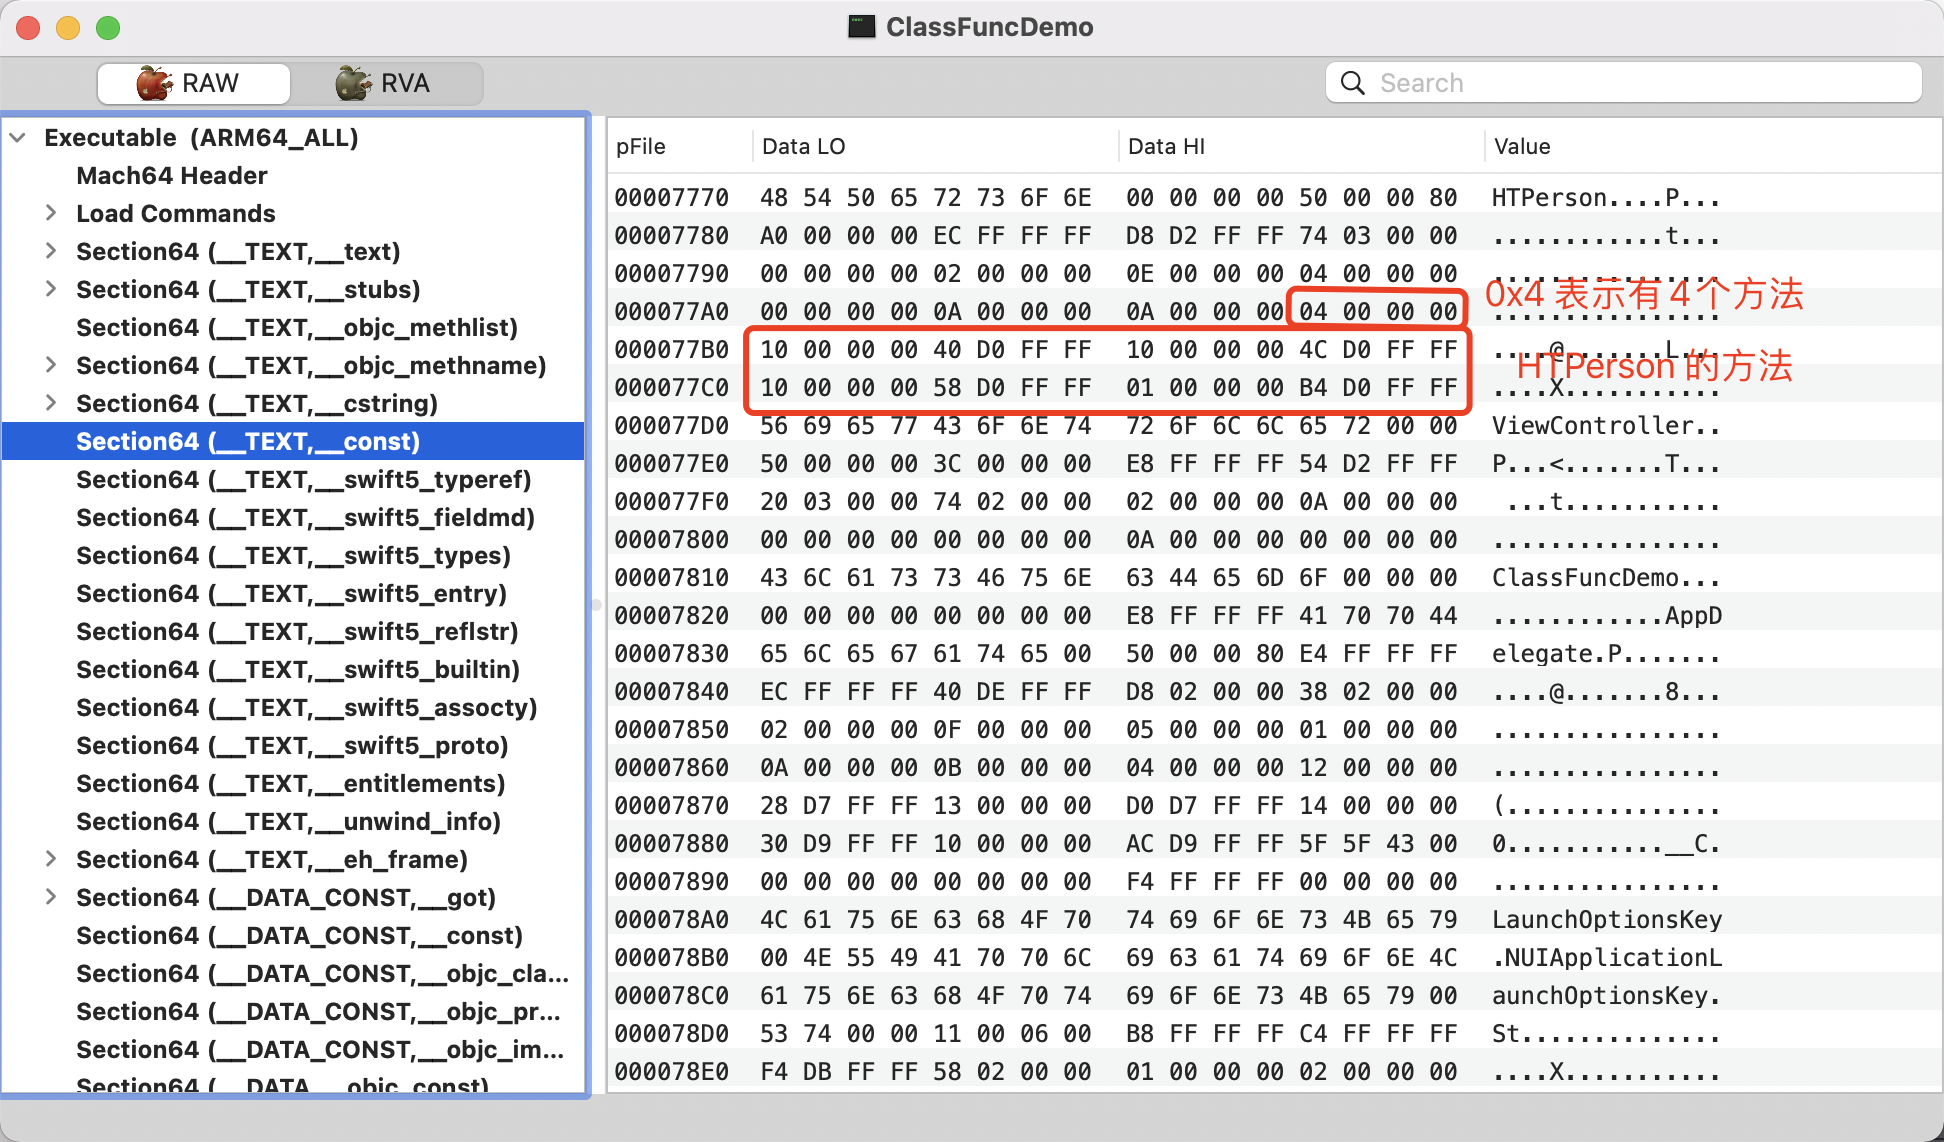 ClassFuncDemo
RAW
RVA
Search
Executable (ARM64_ALL)
Mach64 Header
Load Commands
Section64 (__TEXT,__text)
Section64 (__TEXT,__stubs)
Section64 (__TEXT,__objc_methlist)
Section64 (__TEXT,__objc_methname)
Section64 (__TEXT,__cstring)
Section64 (__TEXT,__const)
Section64 (__TEXT,__swift5_typeref)
Section64 (__TEXT,__swift5_fieldmd)
Section64 (__TEXT,__swift5_types)
Section64 (__TEXT,__swift5_entry)
Section64 (__TEXT,__swift5_reflstr)
Section64 (__TEXT,__swift5_builtin)
Section64 (__TEXT,__swift5_assocty)
Section64 (__TEXT,__swift5_proto)
Section64 (__TEXT,__entitlements)
Section64 (__TEXT,__unwind_info)
Section64 (__TEXT,__eh_frame)
Section64 (__DATA_CONST,__got)
Section64 (__DATA_CONST,__const)
Section64 (__DATA_CONST,__objc_cla...
Section64 (__DATA_CONST,__objc_pr...
Section64 (__DATA_CONST,__objc_im...
Section64 (__DATA,__objc_const)
pFile Data LO Data HI Value
00007770 48 54 50 65 72 73 6F 6E 00 00 00 00 50 00 00 80 HTPerson....P...
00007780 A0 00 00 00 EC FF FF FF D8 D2 FF FF 74 03 00 00 ............t...
00007790 00 00 00 00 02 00 00 00 0E 00 00 00 04 00 00 00 ................
000077A0 00 00 00 00 0A 00 00 00 0A 00 00 00 04 00 00 00 ................
0x4 表示有4个方法
000077B0 10 00 00 00 40 D0 FF FF 10 00 00 00 4C D0 FF FF ....@.......L...
HTPerson 的方法
000077C0 10 00 00 00 58 D0 FF FF 01 00 00 00 B4 D0 FF FF ....X...........
000077D0 56 69 65 77 43 6F 6E 74 72 6F 6C 6C 65 72 00 00 ViewController..
000077E0 50 00 00 00 3C 00 00 00 E8 FF FF FF 54 D2 FF FF P...<.......T...
000077F0 20 03 00 00 74 02 00 00 02 00 00 00 0A 00 00 00 ...t...........
00007800 00 00 00 00 00 00 00 00 0A 00 00 00 00 00 00 00 ................
00007810 43 6C 61 73 73 46 75 6E 63 44 65 6D 6F 00 00 00 ClassFuncDemo...
00007820 00 00 00 00 00 00 00 00 E8 FF FF FF 41 70 70 44 ............AppD
00007830 65 6C 65 67 61 74 65 00 50 00 00 80 E4 FF FF FF elegate.P.......
00007840 EC FF FF FF 40 DE FF FF D8 02 00 00 38 02 00 00 ....@.......8...
00007850 02 00 00 00 0F 00 00 00 05 00 00 00 01 00 00 00 ................
00007860 0A 00 00 00 0B 00 00 00 04 00 00 00 12 00 00 00 ................
00007870 28 D7 FF FF 13 00 00 00 D0 D7 FF FF 14 00 00 00 (...............
00007880 30 D9 FF FF 10 00 00 00 AC D9 FF FF 5F 5F 43 00 0...........__C.
00007890 00 00 00 00 00 00 00 00 F4 FF FF FF 00 00 00 00 ................
000078A0 4C 61 75 6E 63 68 4F 70 74 69 6F 6E 73 4B 65 79 LaunchOptionsKey
000078B0 00 4E 55 49 41 70 70 6C 69 63 61 74 69 6F 6E 4C .NUIApplicationL
000078C0 61 75 6E 63 68 4F 70 74 69 6F 6E 73 4B 65 79 00 aunchOptionsKey.
000078D0 53 74 00 00 11 00 06 00 B8 FF FF FF C4 FF FF FF St..............
000078E0 F4 DB FF FF 58 02 00 00 01 00 00 00 02 00 00 00 ....X...........